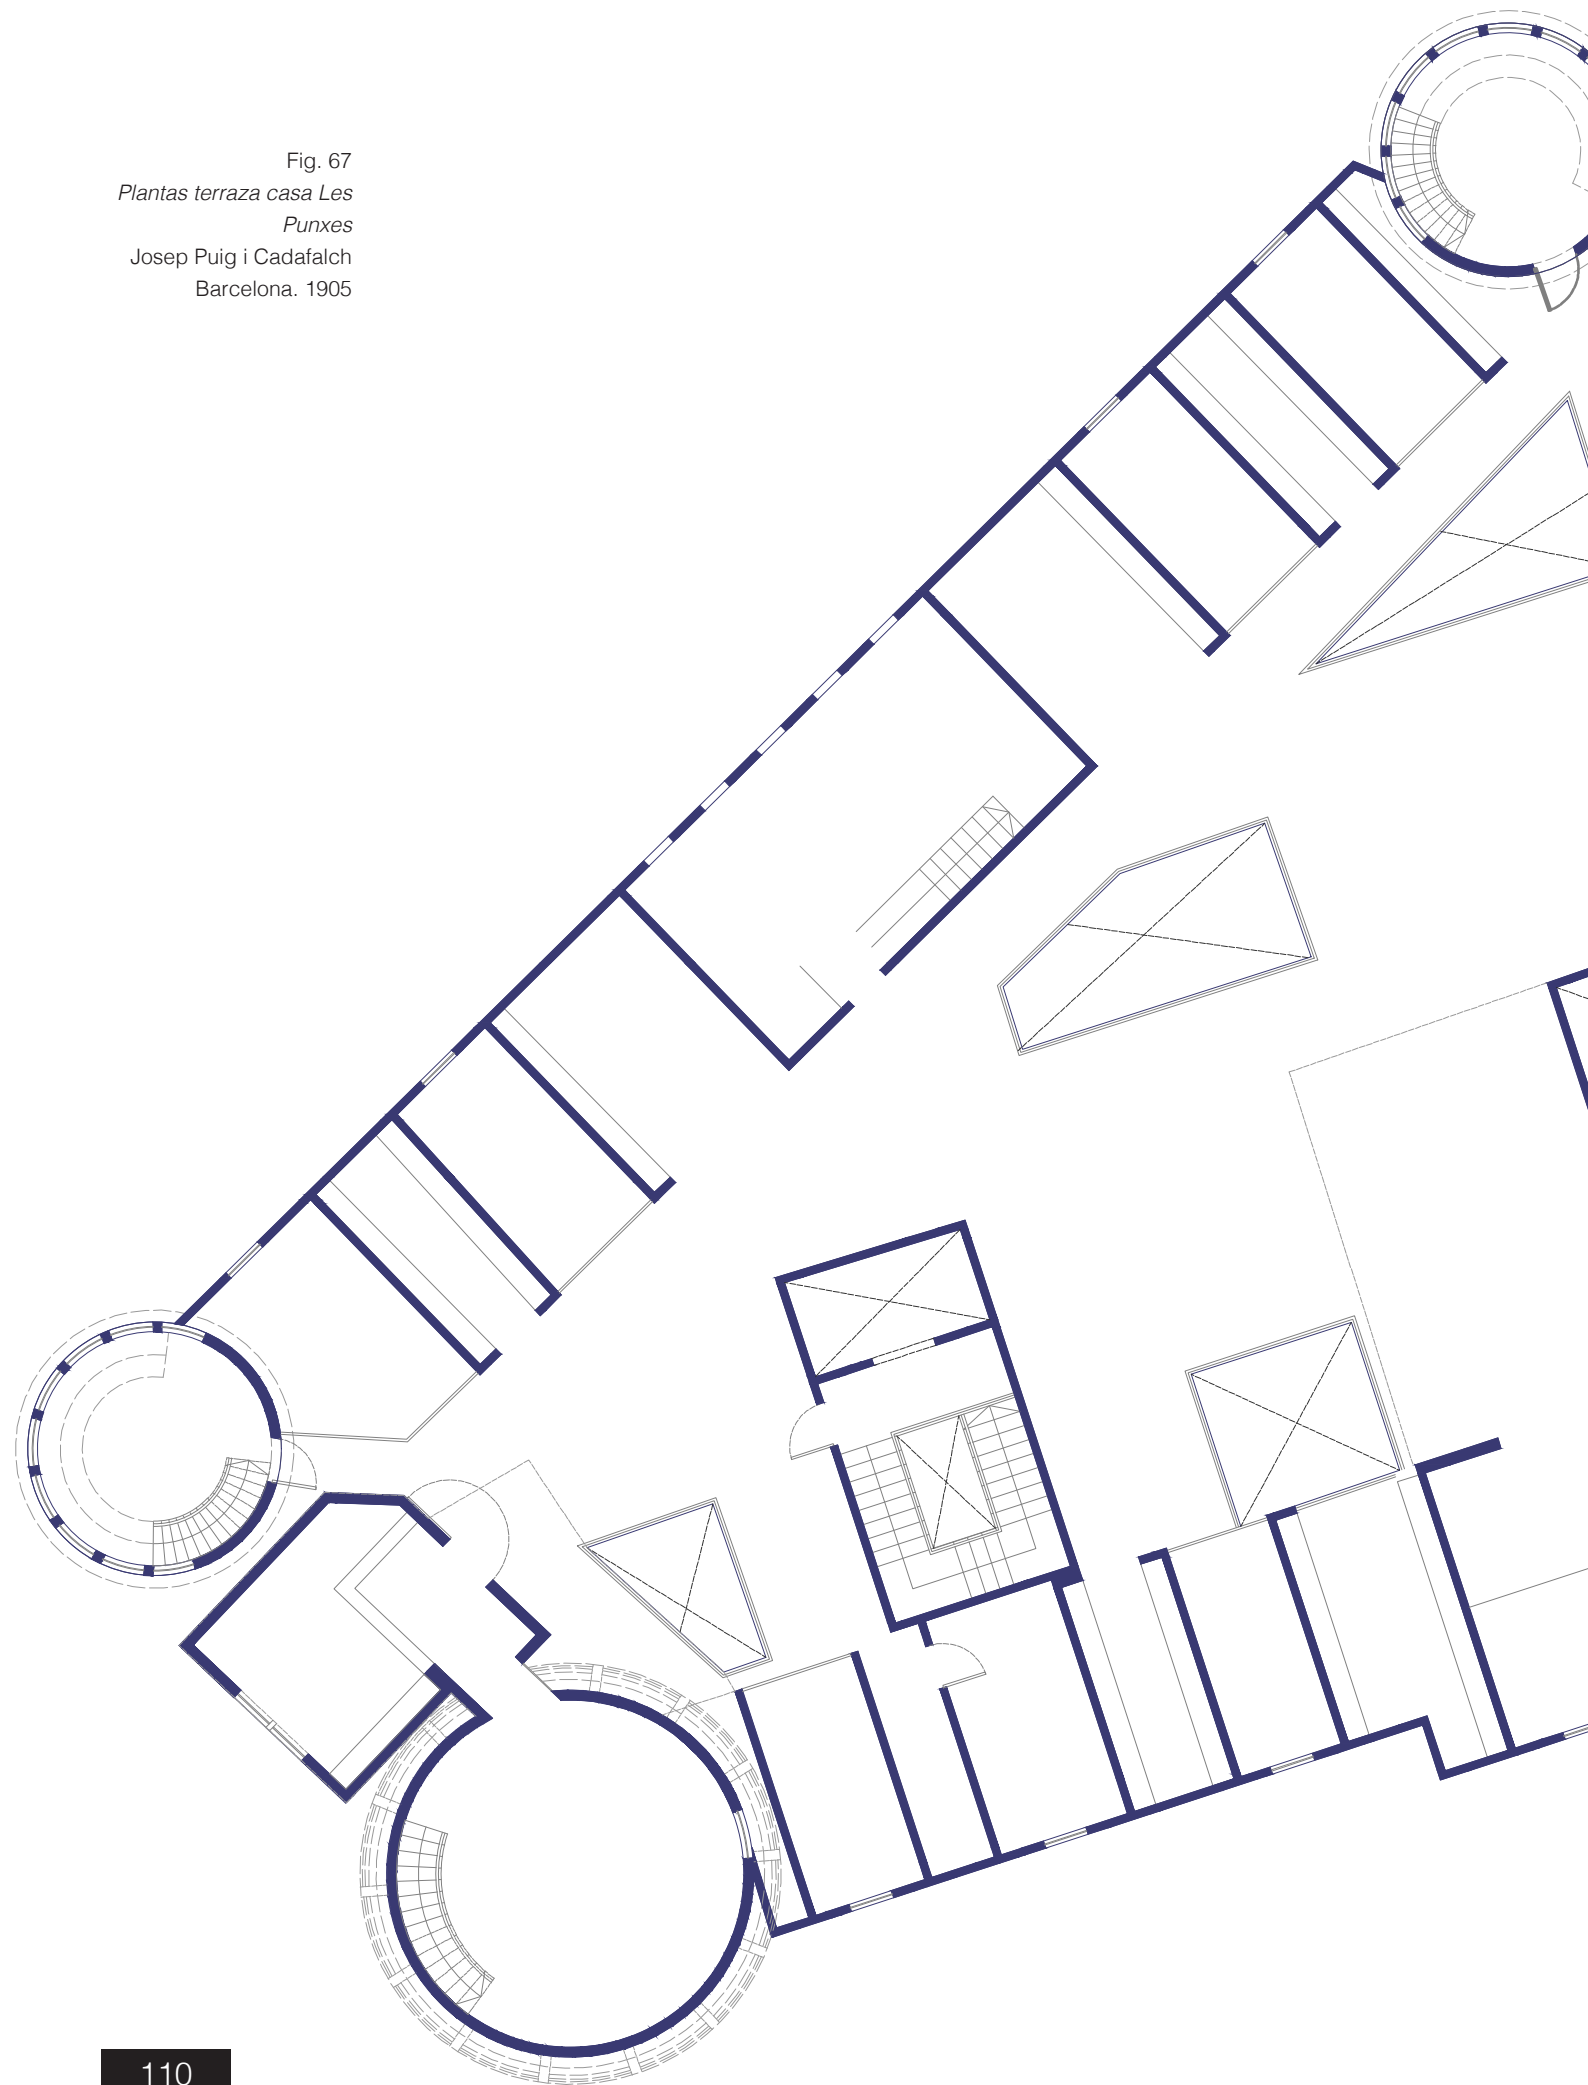 Fig. 67
Plantas terraza casa Les
Punxes
Josep Puig i Cadafalch
Barcelona. 1905
110